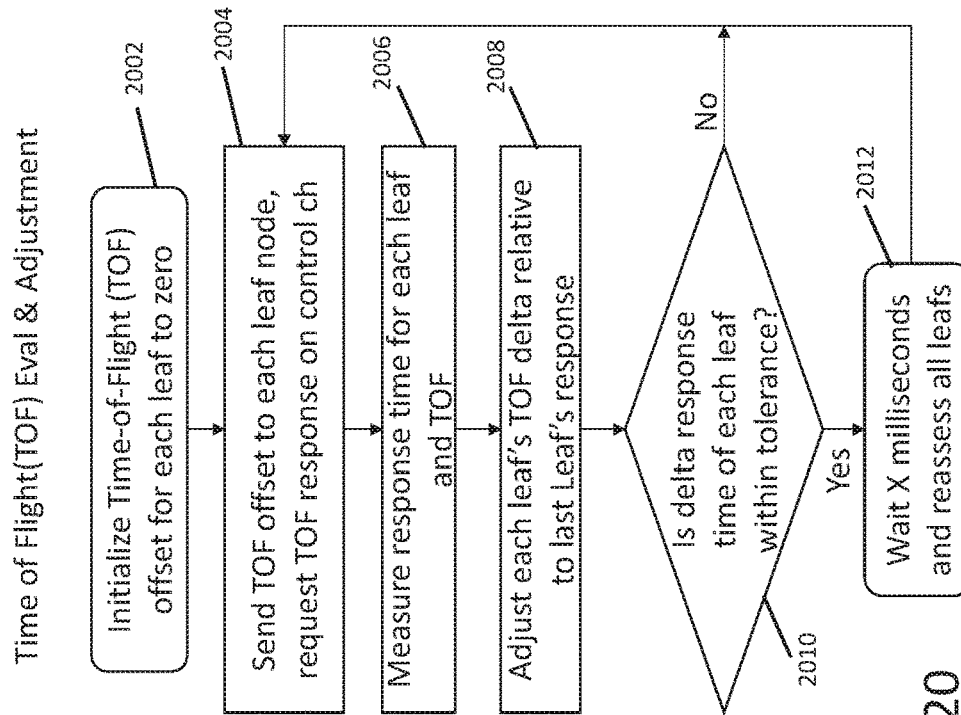 Time of Flight(TOF) Eval & Adjustment
Initialize Time-of-Flight (TOF)
offset for each leaf to zero
2002
Send TOF offset to each leaf node,
request TOF response on control ch
2004
Measure response time for each leaf
and TOF
2006
Adjust each leaf's TOF delta relative
to last Leaf's response
2008
Is delta response
time of each leaf
within tolerance?
2010
No
Yes
Wait X milliseconds
and reassess all leafs
2012
20